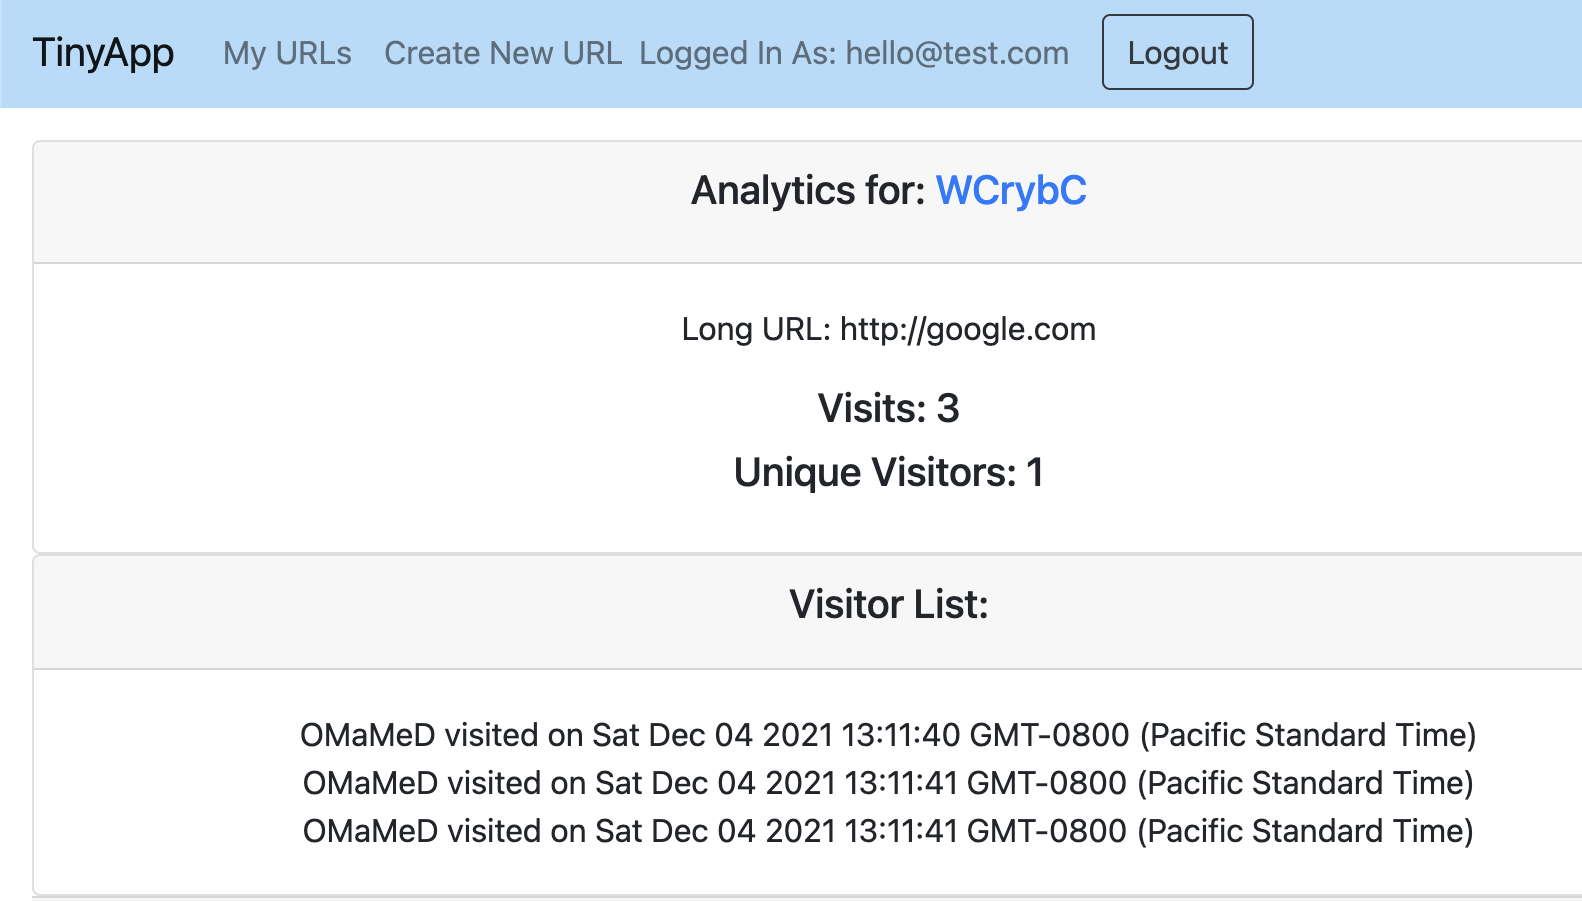 TinyApp My URLs Create New URL Logged In As: hello@test.com Logout
Analytics for: WCrybC
Long URL: http://google.com
Visits: 3
Unique Visitors: 1
Visitor List:
OMaMeD visited on Sat Dec 04 2021 13:11:40 GMT-0800 (Pacific Standard Time)
OMaMeD visited on Sat Dec 04 2021 13:11:41 GMT-0800 (Pacific Standard Time)
OMaMeD visited on Sat Dec 04 2021 13:11:41 GMT-0800 (Pacific Standard Time)